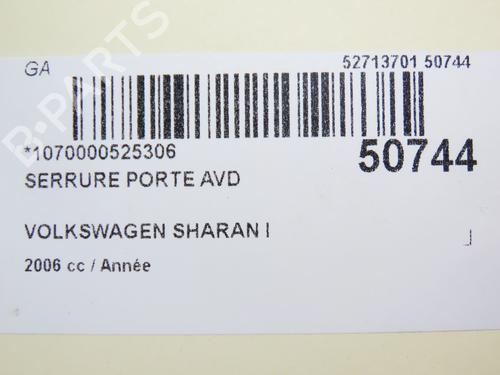 GA 52713701 50744
*1070000525306 50744
SERRURE PORTE AVD
VOLKSWAGEN SHARAN I
2006 cc / Année
B-PARTS